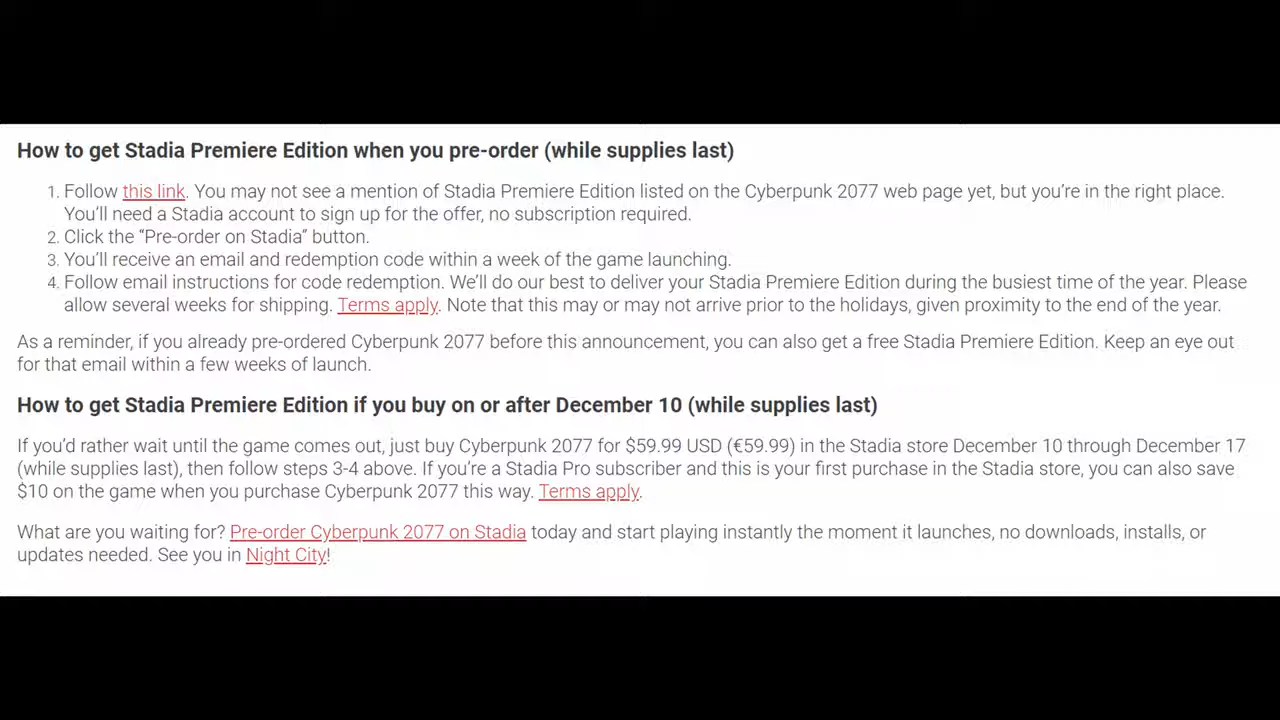 How to get Stadia Premiere Edition when you pre-order (while supplies last)
1. Follow this link. You may not see a mention of Stadia Premiere Edition listed on the Cyberpunk 2077 web page yet, but you’re in the right place.
You’ll need a Stadia account to sign up for the offer, no subscription required.
2. Click the “Pre-order on Stadia” button.
3. You’ll receive an email and redemption code within a week of the game launching.
4. Follow email instructions for code redemption. We’ll do our best to deliver your Stadia Premiere Edition during the busiest time of the year. Please
allow several weeks for shipping. Terms apply. Note that this may or may not arrive prior to the holidays, given proximity to the end of the year.
As a reminder, if you already pre-ordered Cyberpunk 2077 before this announcement, you can also get a free Stadia Premiere Edition. Keep an eye out
for that email within a few weeks of launch.
How to get Stadia Premiere Edition if you buy on or after December 10 (while supplies last)
If you’d rather wait until the game comes out, just buy Cyberpunk 2077 for $59.99 USD (€59.99) in the Stadia store December 10 through December 17
(while supplies last), then follow steps 3-4 above. If you’re a Stadia Pro subscriber and this is your first purchase in the Stadia store, you can also save
$10 on the game when you purchase Cyberpunk 2077 this way. Terms apply.
What are you waiting for? Pre-order Cyberpunk 2077 on Stadia today and start playing instantly the moment it launches, no downloads, installs, or
updates needed. See you in Night City!